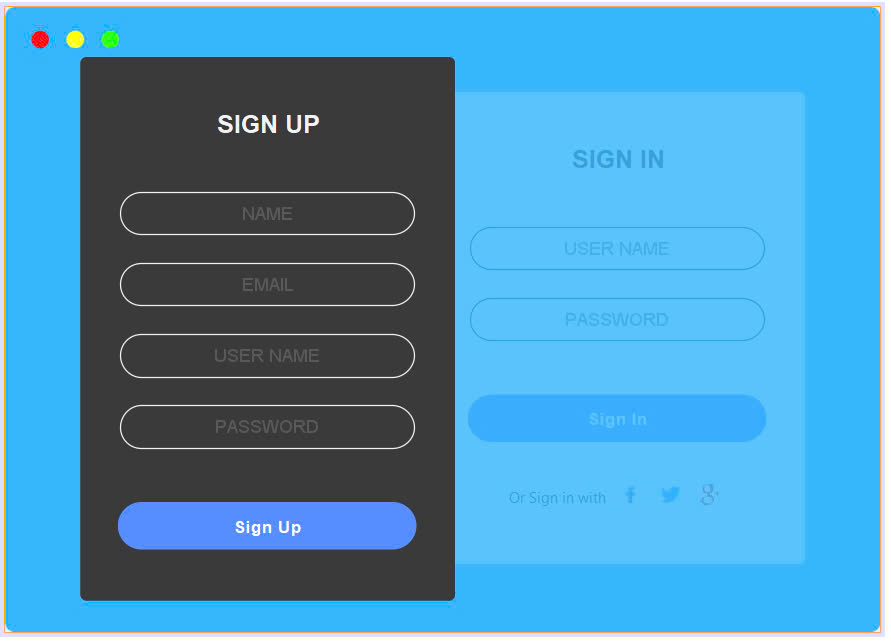 SIGN UP
NAME
EMAIL
USER NAME
PASSWORD
Sign Up
SIGN IN
USER NAME
PASSWORD
Sign In
Or Sign in with